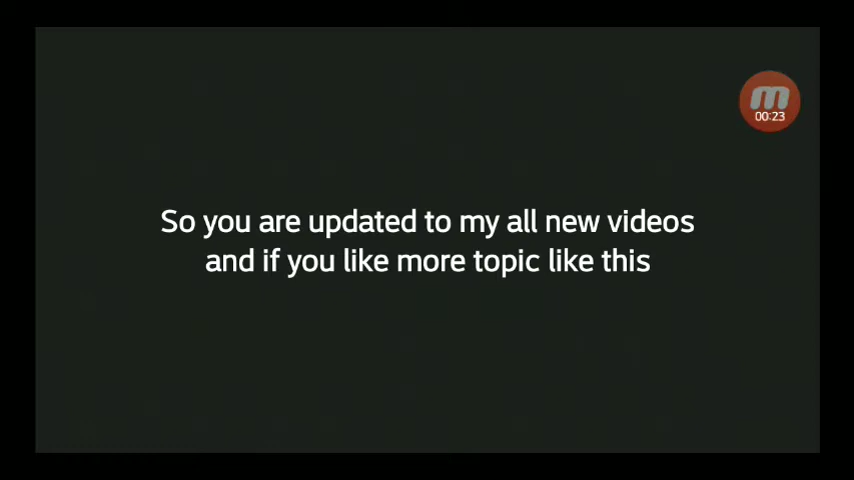 m
00:23
So you are updated to my all new videos
and if you like more topic like this